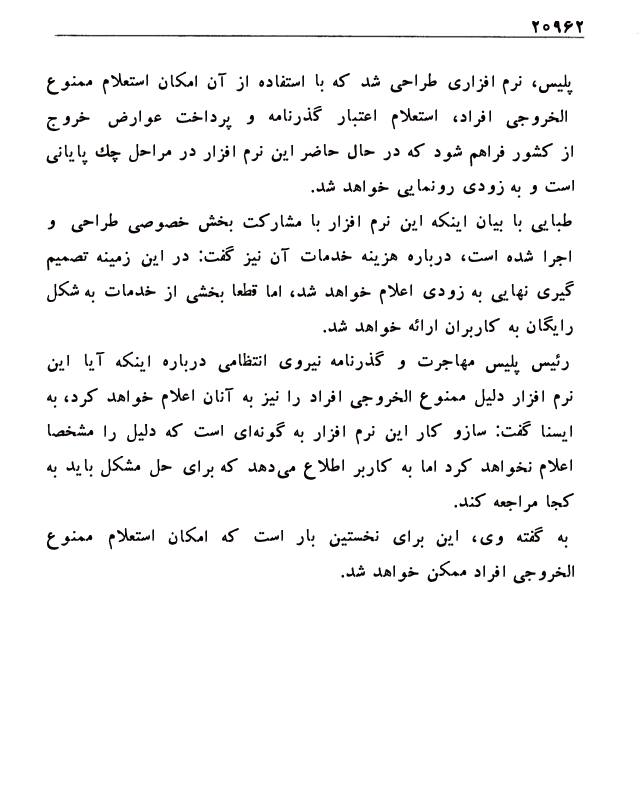 ۲۰۹۶۲
پلیس، نرم افزاری طراحی شد که با استفاده از آن امکان استعلام ممنوع
الخروجی افراد، استعلام اعتبار گذرنامه و پرداخت عوارض خروج
از کشور فراهم شود که در حال حاضر این نرم افزار در مراحل چك پایانی
است و به زودی رونمایی خواهد شد.
طبایی با بیان اینکه این نرم افزار با مشارکت بخش خصوصی طراحی و
اجرا شده است، درباره هزینه خدمات آن نیز گفت: در این زمینه تصمیم
گیری نهایی به زودی اعلام خواهد شد، اما قطعا بخشی از خدمات به شکل
رایگان به کاربران ارائه خواهد شد.
رئیس پلیس مهاجرت و گذرنامه نیروی انتظامی درباره اینکه آیا این
نرم افزار دلیل ممنوع الخروجی افراد را نیز به آنان اعلام خواهد کرد، به
ایسنا گفت: سازو کار این نرم افزار به گونه‌ای است که دلیل را مشخصا
اعلام نخواهد کرد اما به کاربر اطلاع می‌دهد که برای حل مشکل باید به
کجا مراجعه کند.
به گفته وی، این برای نخستین بار است که امکان استعلام ممنوع
الخروجی افراد ممکن خواهد شد.